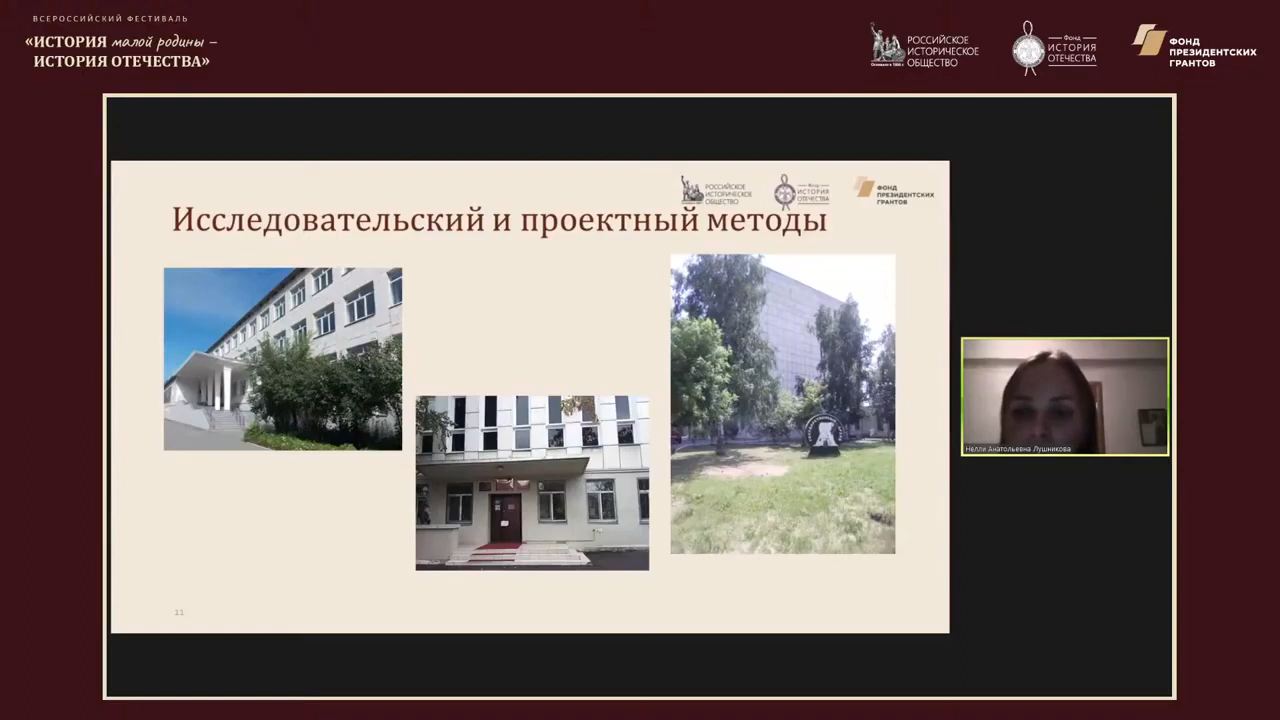 ВСЕРОССИЙСКИЙ ФЕСТИВАЛЬ
«ИСТОРИЯ малой родины –
ИСТОРИЯ ОТЕЧЕСТВА»
РОССИЙСКОЕ
ИСТОРИЧЕСКОЕ
ОБЩЕСТВО
Фонд
ИСТОРИЯ
ОТЕЧЕСТВА
ФОНД
ПРЕЗИДЕНТСКИХ
ГРАНТОВ
РОССИЙСКОЕ
ИСТОРИЧЕСКОЕ
ОБЩЕСТВО
Фонд
ИСТОРИЯ
ОТЕЧЕСТВА
ФОНД
ПРЕЗИДЕНТСКИХ
ГРАНТОВ
Исследовательский и проектный методы
Нелли Анатольевна Лушникова
11